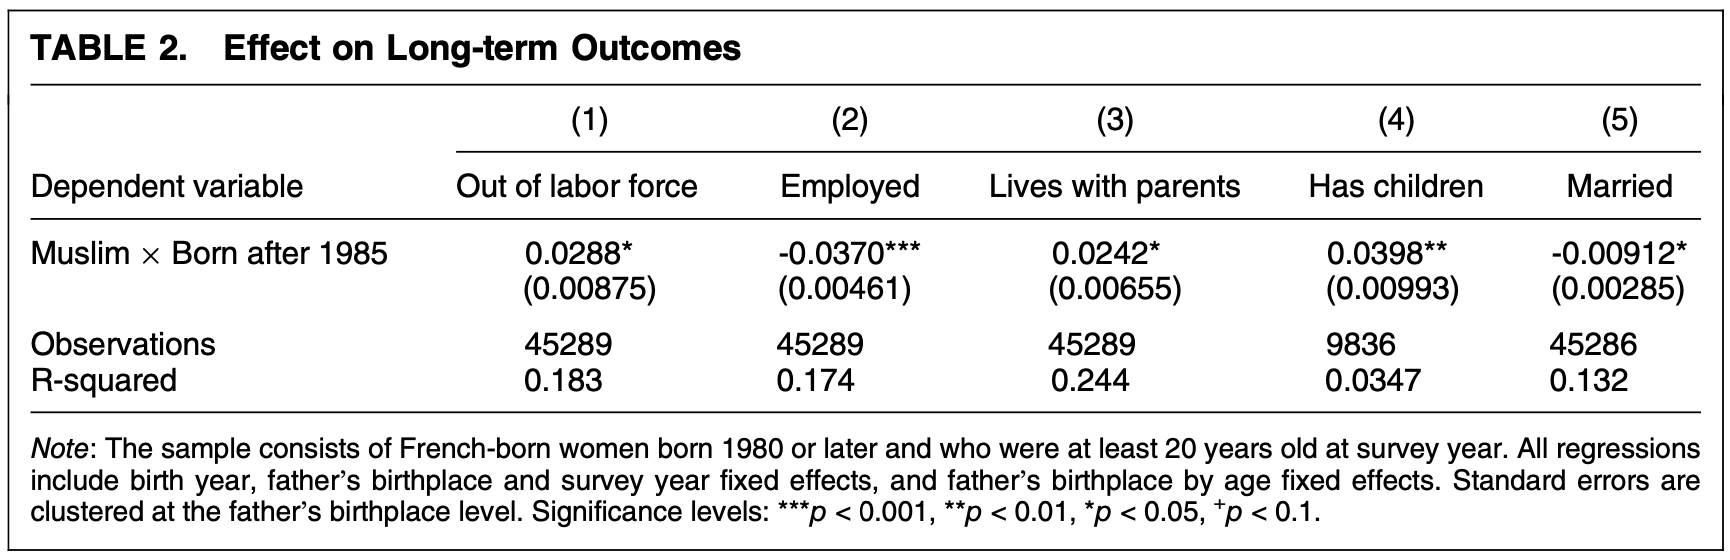 TABLE 2. Effect on Long-term Outcomes
(1) (2) (3) (4) (5)
Dependent variable Out of labor force Employed Lives with parents Has children Married
Muslim × Born after 1985 0.0288* -0.0370*** 0.0242* 0.0398** -0.00912*
(0.00875) (0.00461) (0.00655) (0.00993) (0.00285)
Observations 45289 45289 45289 9836 45286
R-squared 0.183 0.174 0.244 0.0347 0.132
Note: The sample consists of French-born women born 1980 or later and who were at least 20 years old at survey year. All regressions
include birth year, father’s birthplace and survey year fixed effects, and father’s birthplace by age fixed effects. Standard errors are
clustered at the father’s birthplace level. Significance levels: ***p < 0.001, **p < 0.01, *p < 0.05, +p < 0.1.